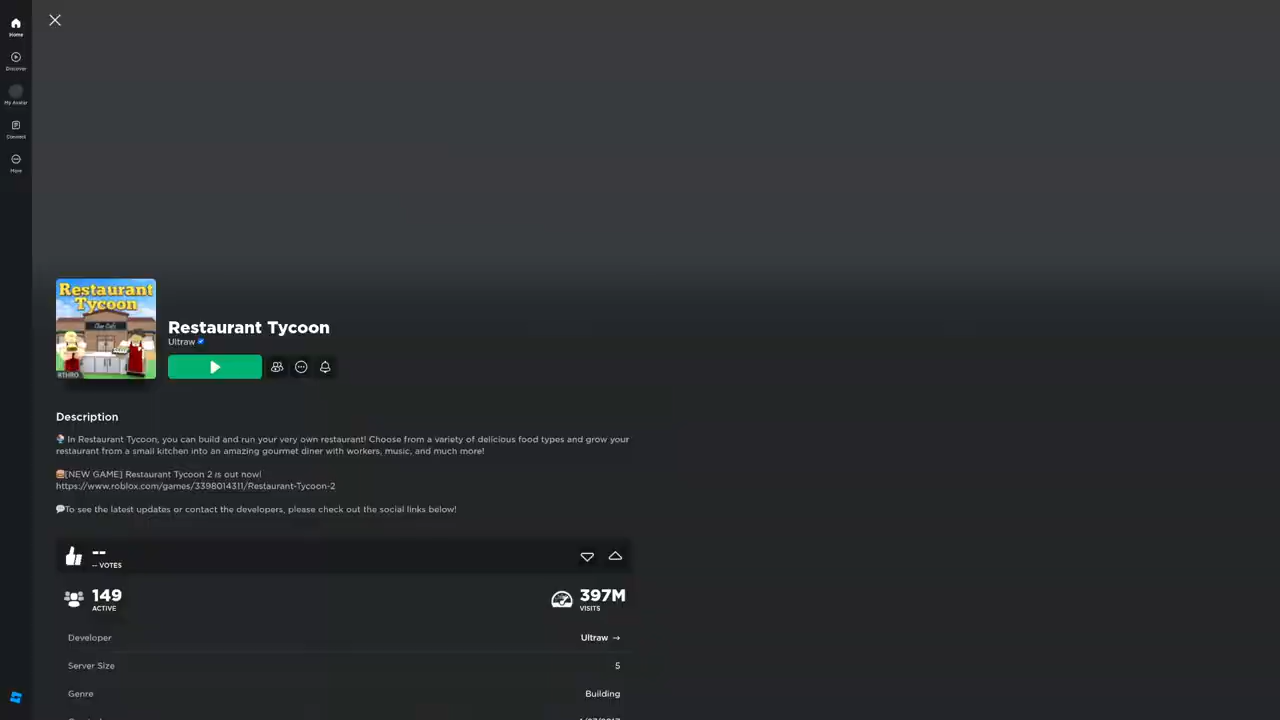 Home
Discover
My Avatar
Connect
More
Restaurant
Tycoon
RTHRO
Restaurant Tycoon
Ultraw
Description
In Restaurant Tycoon, you can build and run your very own restaurant! Choose from a variety of delicious food types and grow your
restaurant from a small kitchen into an amazing gourmet diner with workers, music, and much more!
[NEW GAME] Restaurant Tycoon 2 is out now!
https://www.roblox.com/games/3398014311/Restaurant-Tycoon-2
To see the latest updates or contact the developers, please check out the social links below!
--
-- VOTES
149
ACTIVE
397M
VISITS
Developer
Ultraw →
Server Size
5
Genre
Building